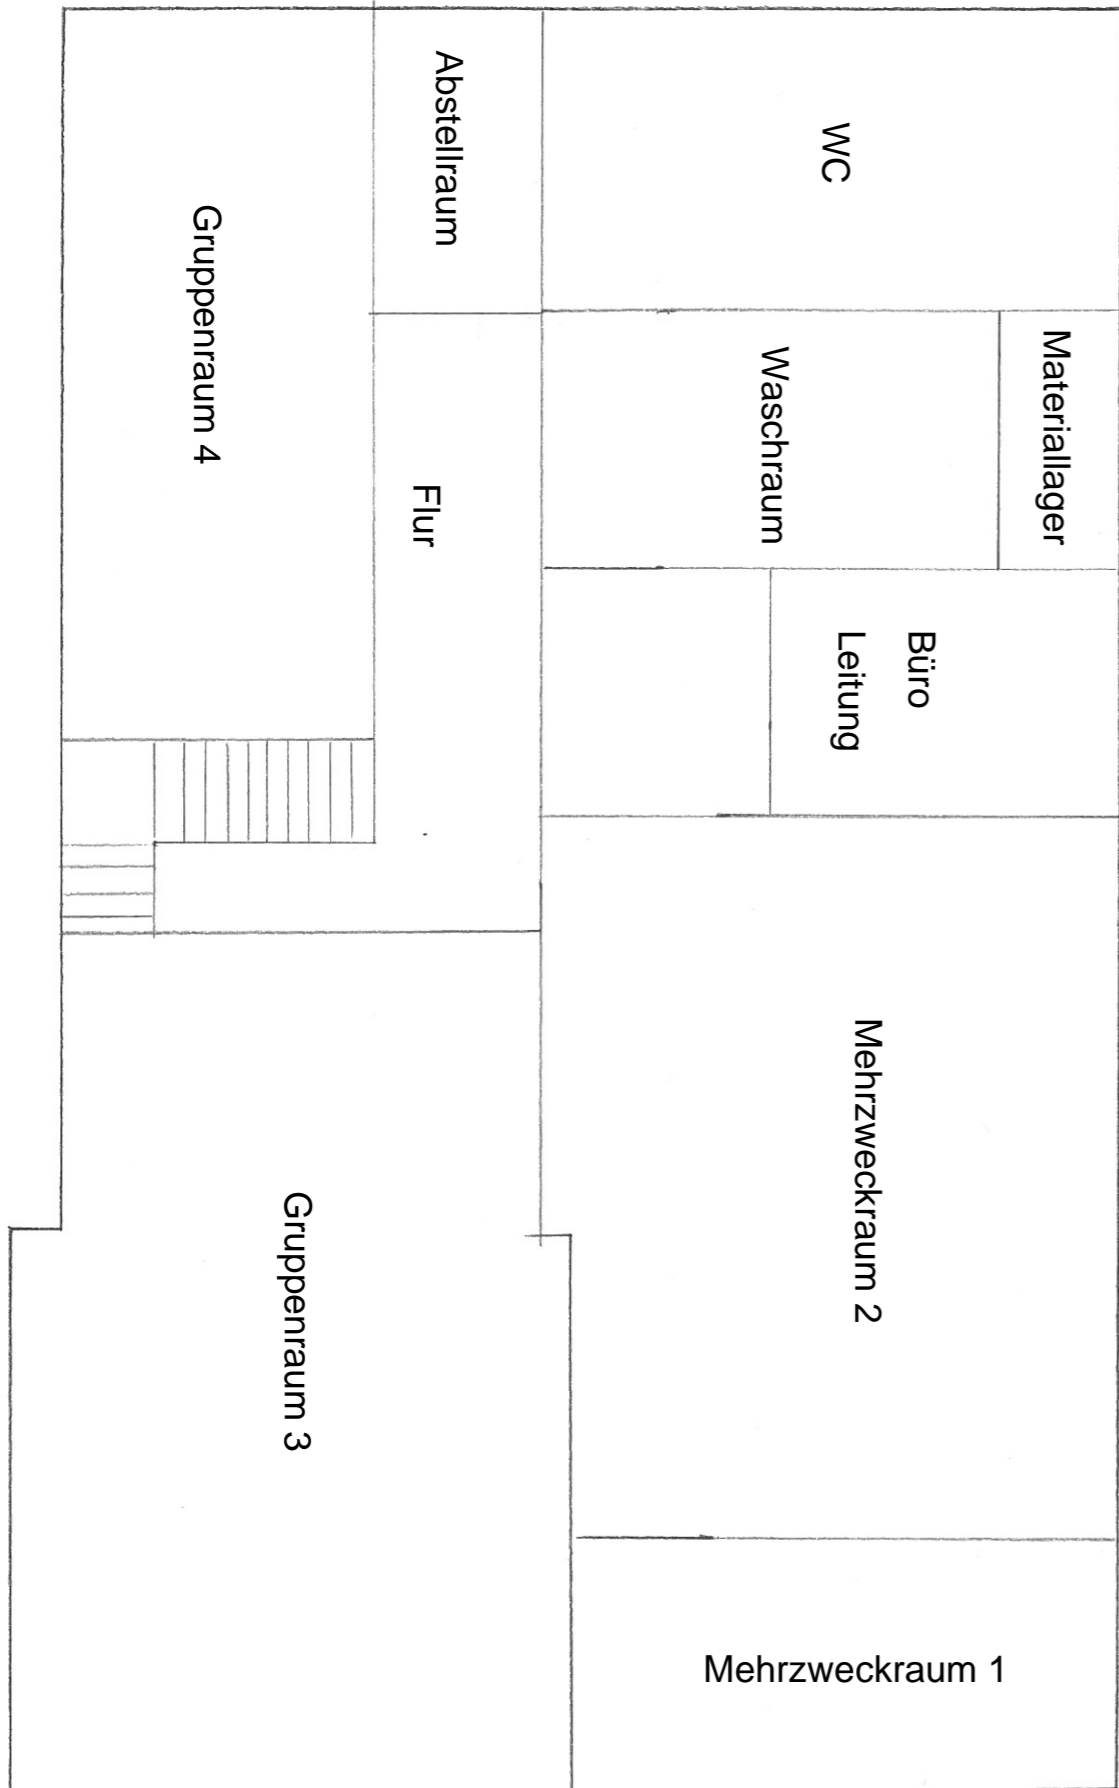 WC
Abstellraum
Gruppenraum 4
Materiallager
Waschraum
Flur
Büro
Leitung
Mehrzweckraum 2
Gruppenraum 3
Mehrzweckraum 1